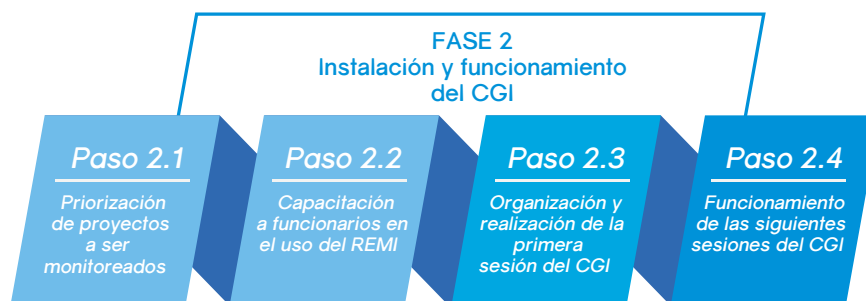 FASE 2
Instalación y funcionamiento
del CGI
Paso 2.1
Priorización
de proyectos
a ser
monitoreados
Paso 2.2
Capacitación
a funcionarios en
el uso del REMI
Paso 2.3
Organización y
realización de la
primera
sesión del CGI
Paso 2.4
Funcionamiento
de las siguientes
sesiones del CGI